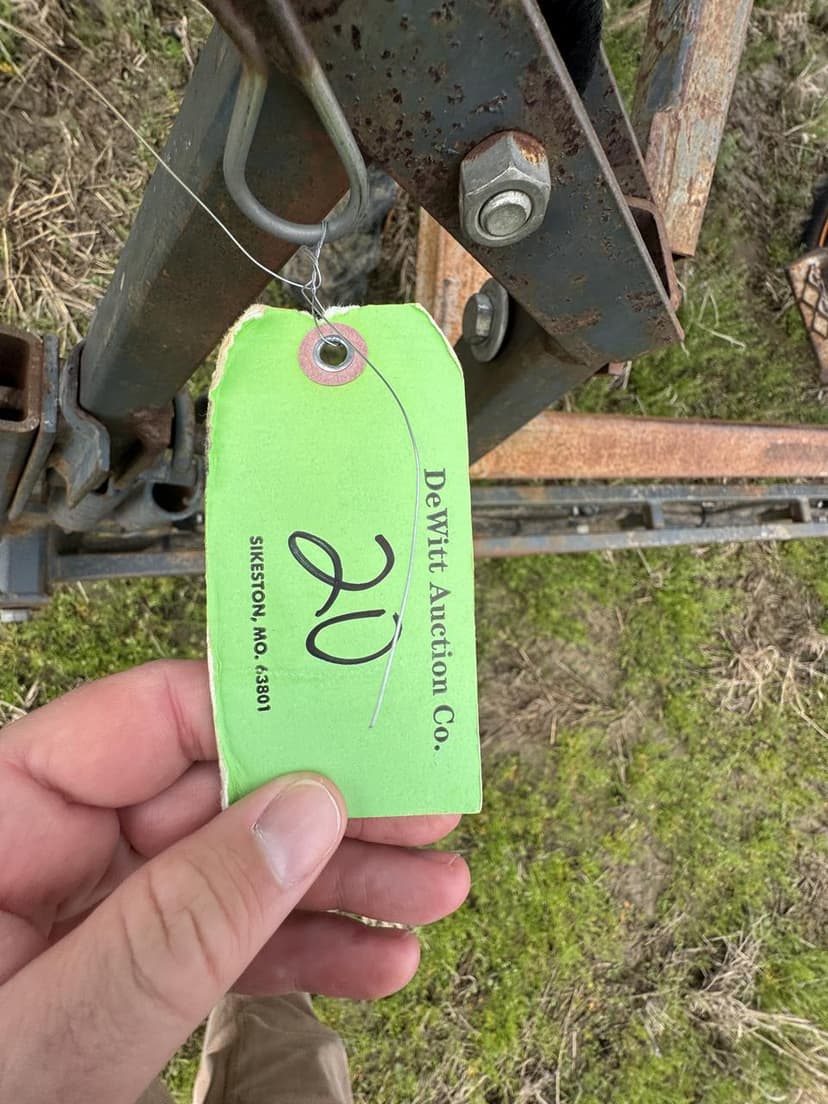 DeWitt Auction Co.
20
SIKESTON, MO. 63801